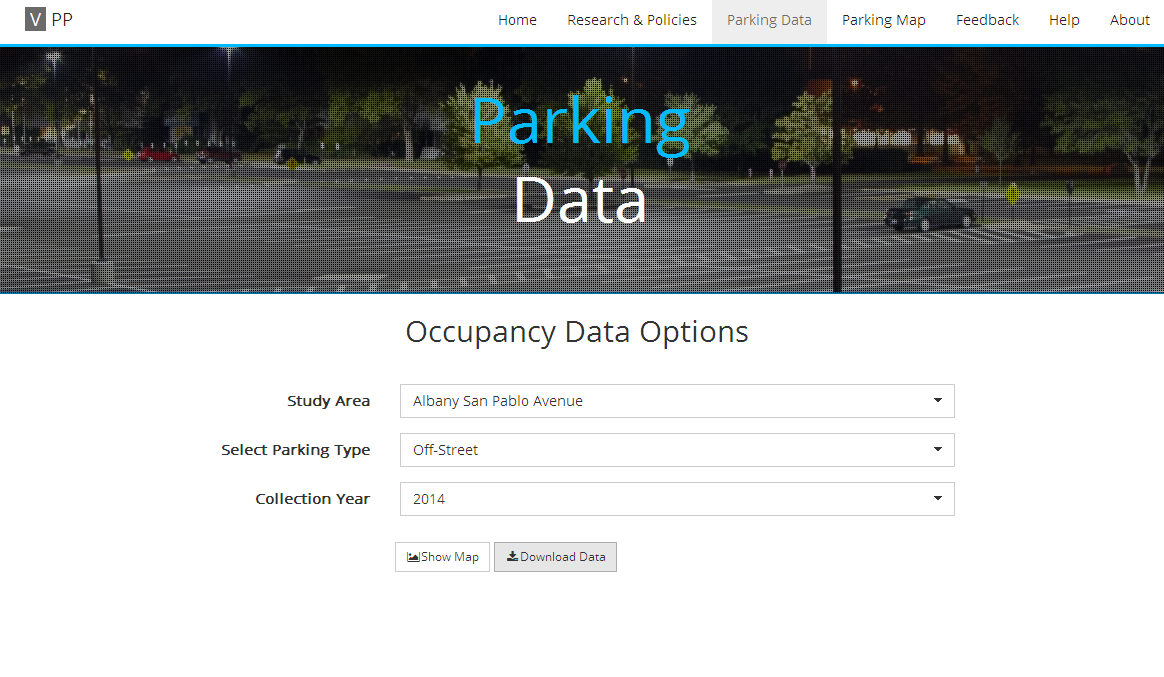 V PP
Home Research & Policies Parking Data Parking Map Feedback Help About
Parking
Data
Occupancy Data Options
Study Area Albany San Pablo Avenue
Select Parking Type Off-Street
Collection Year 2014
Show Map Download Data